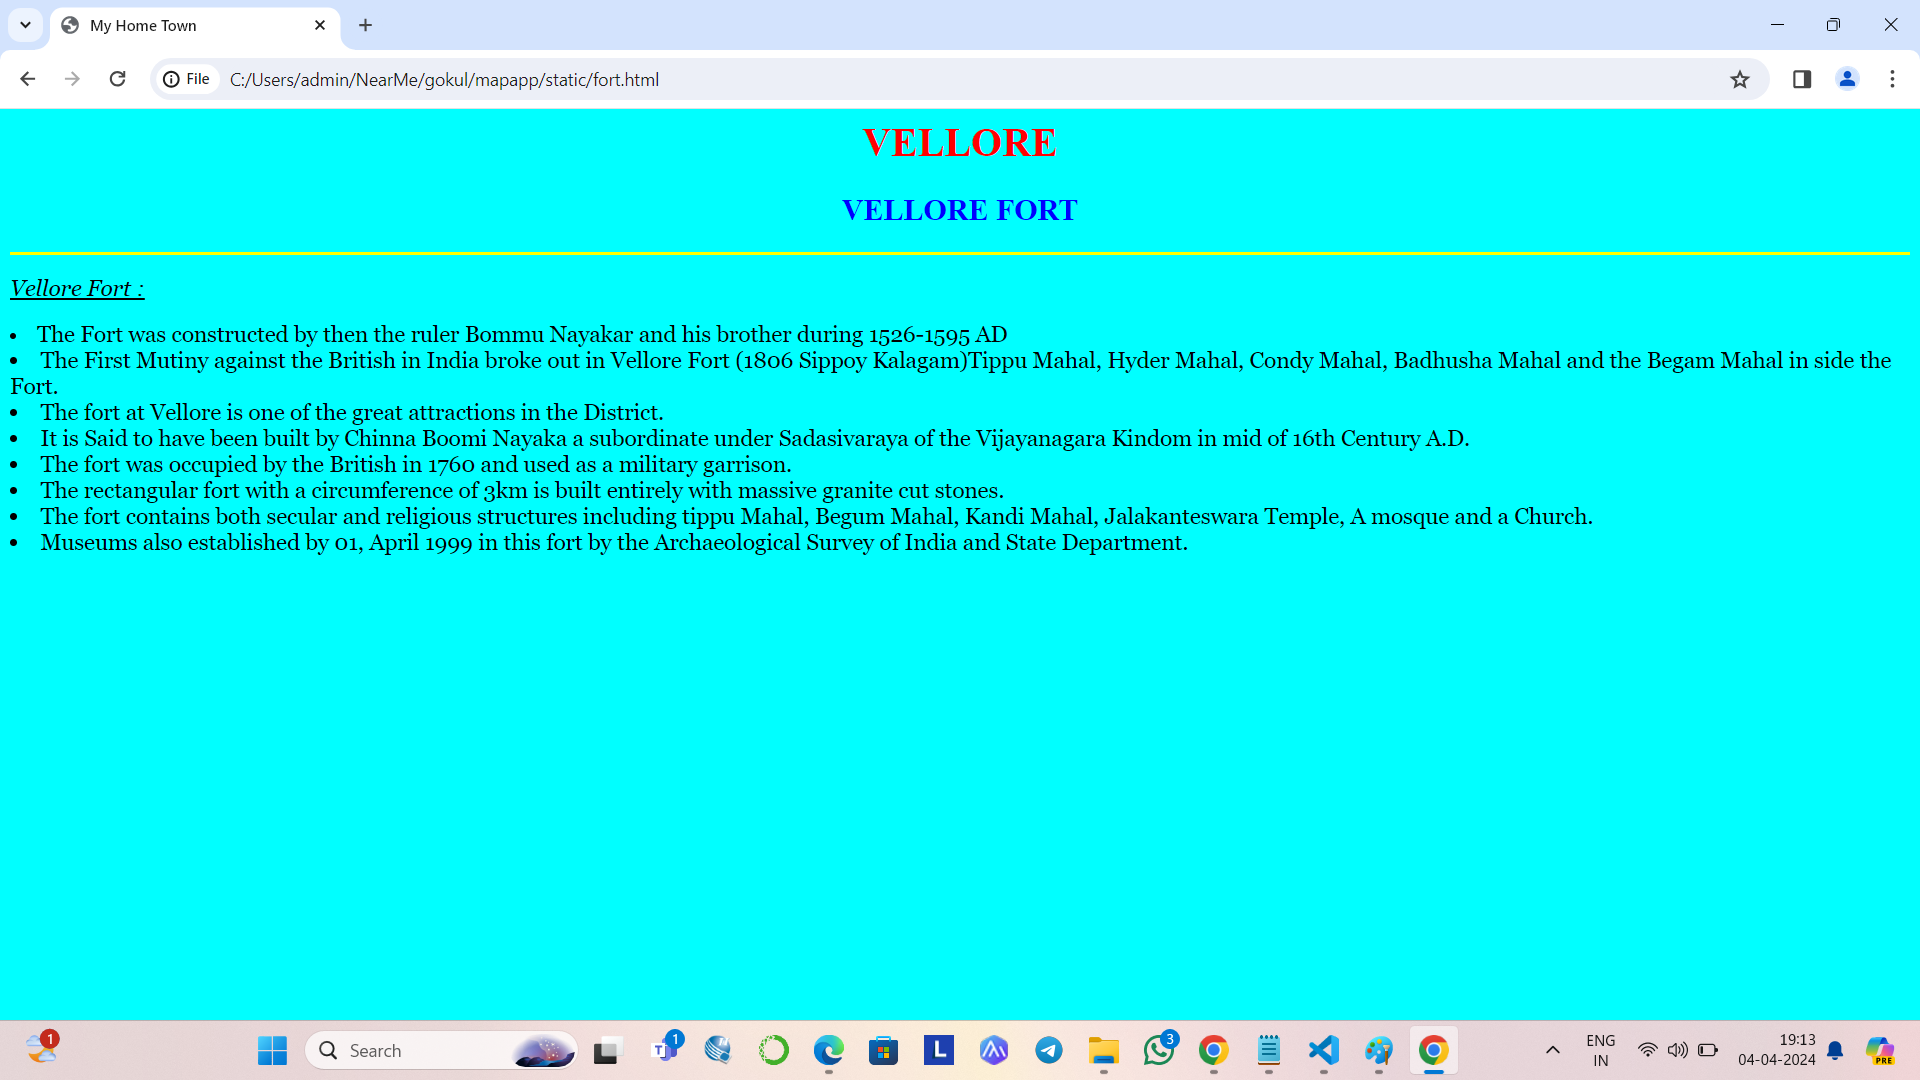 My Home Town
File C:/Users/admin/NearMe/gokul/mapapp/static/fort.html
VELLORE
VELLORE FORT
Vellore Fort :
• The Fort was constructed by then the ruler Bommu Nayakar and his brother during 1526-1595 AD
• The First Mutiny against the British in India broke out in Vellore Fort (1806 Sippoy Kalagam)Tippu Mahal, Hyder Mahal, Condy Mahal, Badhusha Mahal and the Begam Mahal in side the
Fort.
• The fort at Vellore is one of the great attractions in the District.
• It is Said to have been built by Chinna Boomi Nayaka a subordinate under Sadasivaraya of the Vijayanagara Kindom in mid of 16th Century A.D.
• The fort was occupied by the British in 1760 and used as a military garrison.
• The rectangular fort with a circumference of 3km is built entirely with massive granite cut stones.
• The fort contains both secular and religious structures including tippu Mahal, Begum Mahal, Kandi Mahal, Jalakanteswara Temple, A mosque and a Church.
• Museums also established by 01, April 1999 in this fort by the Archaeological Survey of India and State Department.
1 Search 1 T L 3 ENG 19:13
IN 04-04-2024 PRE